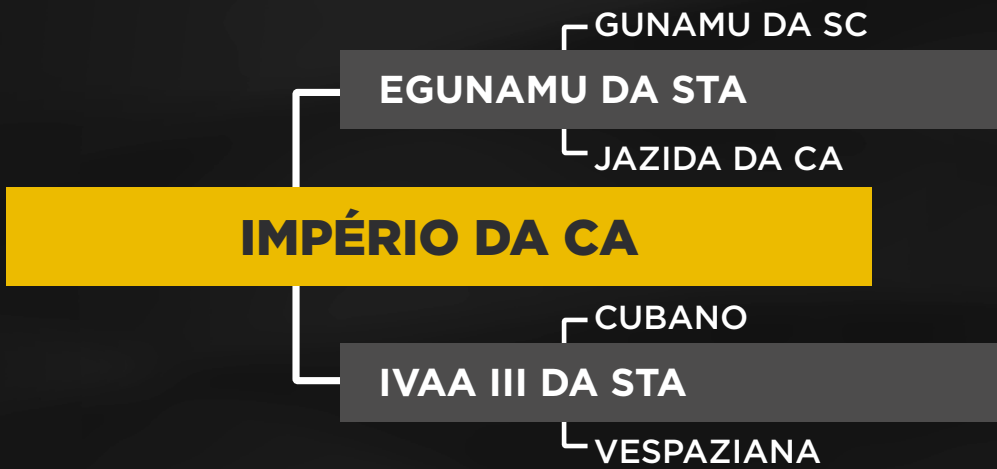 GUNAMU DA SC
EGUNAMU DA STA
JAZIDA DA CA
IMPÉRIO DA CA
CUBANO
IVAA III DA STA
VESPAZIANA